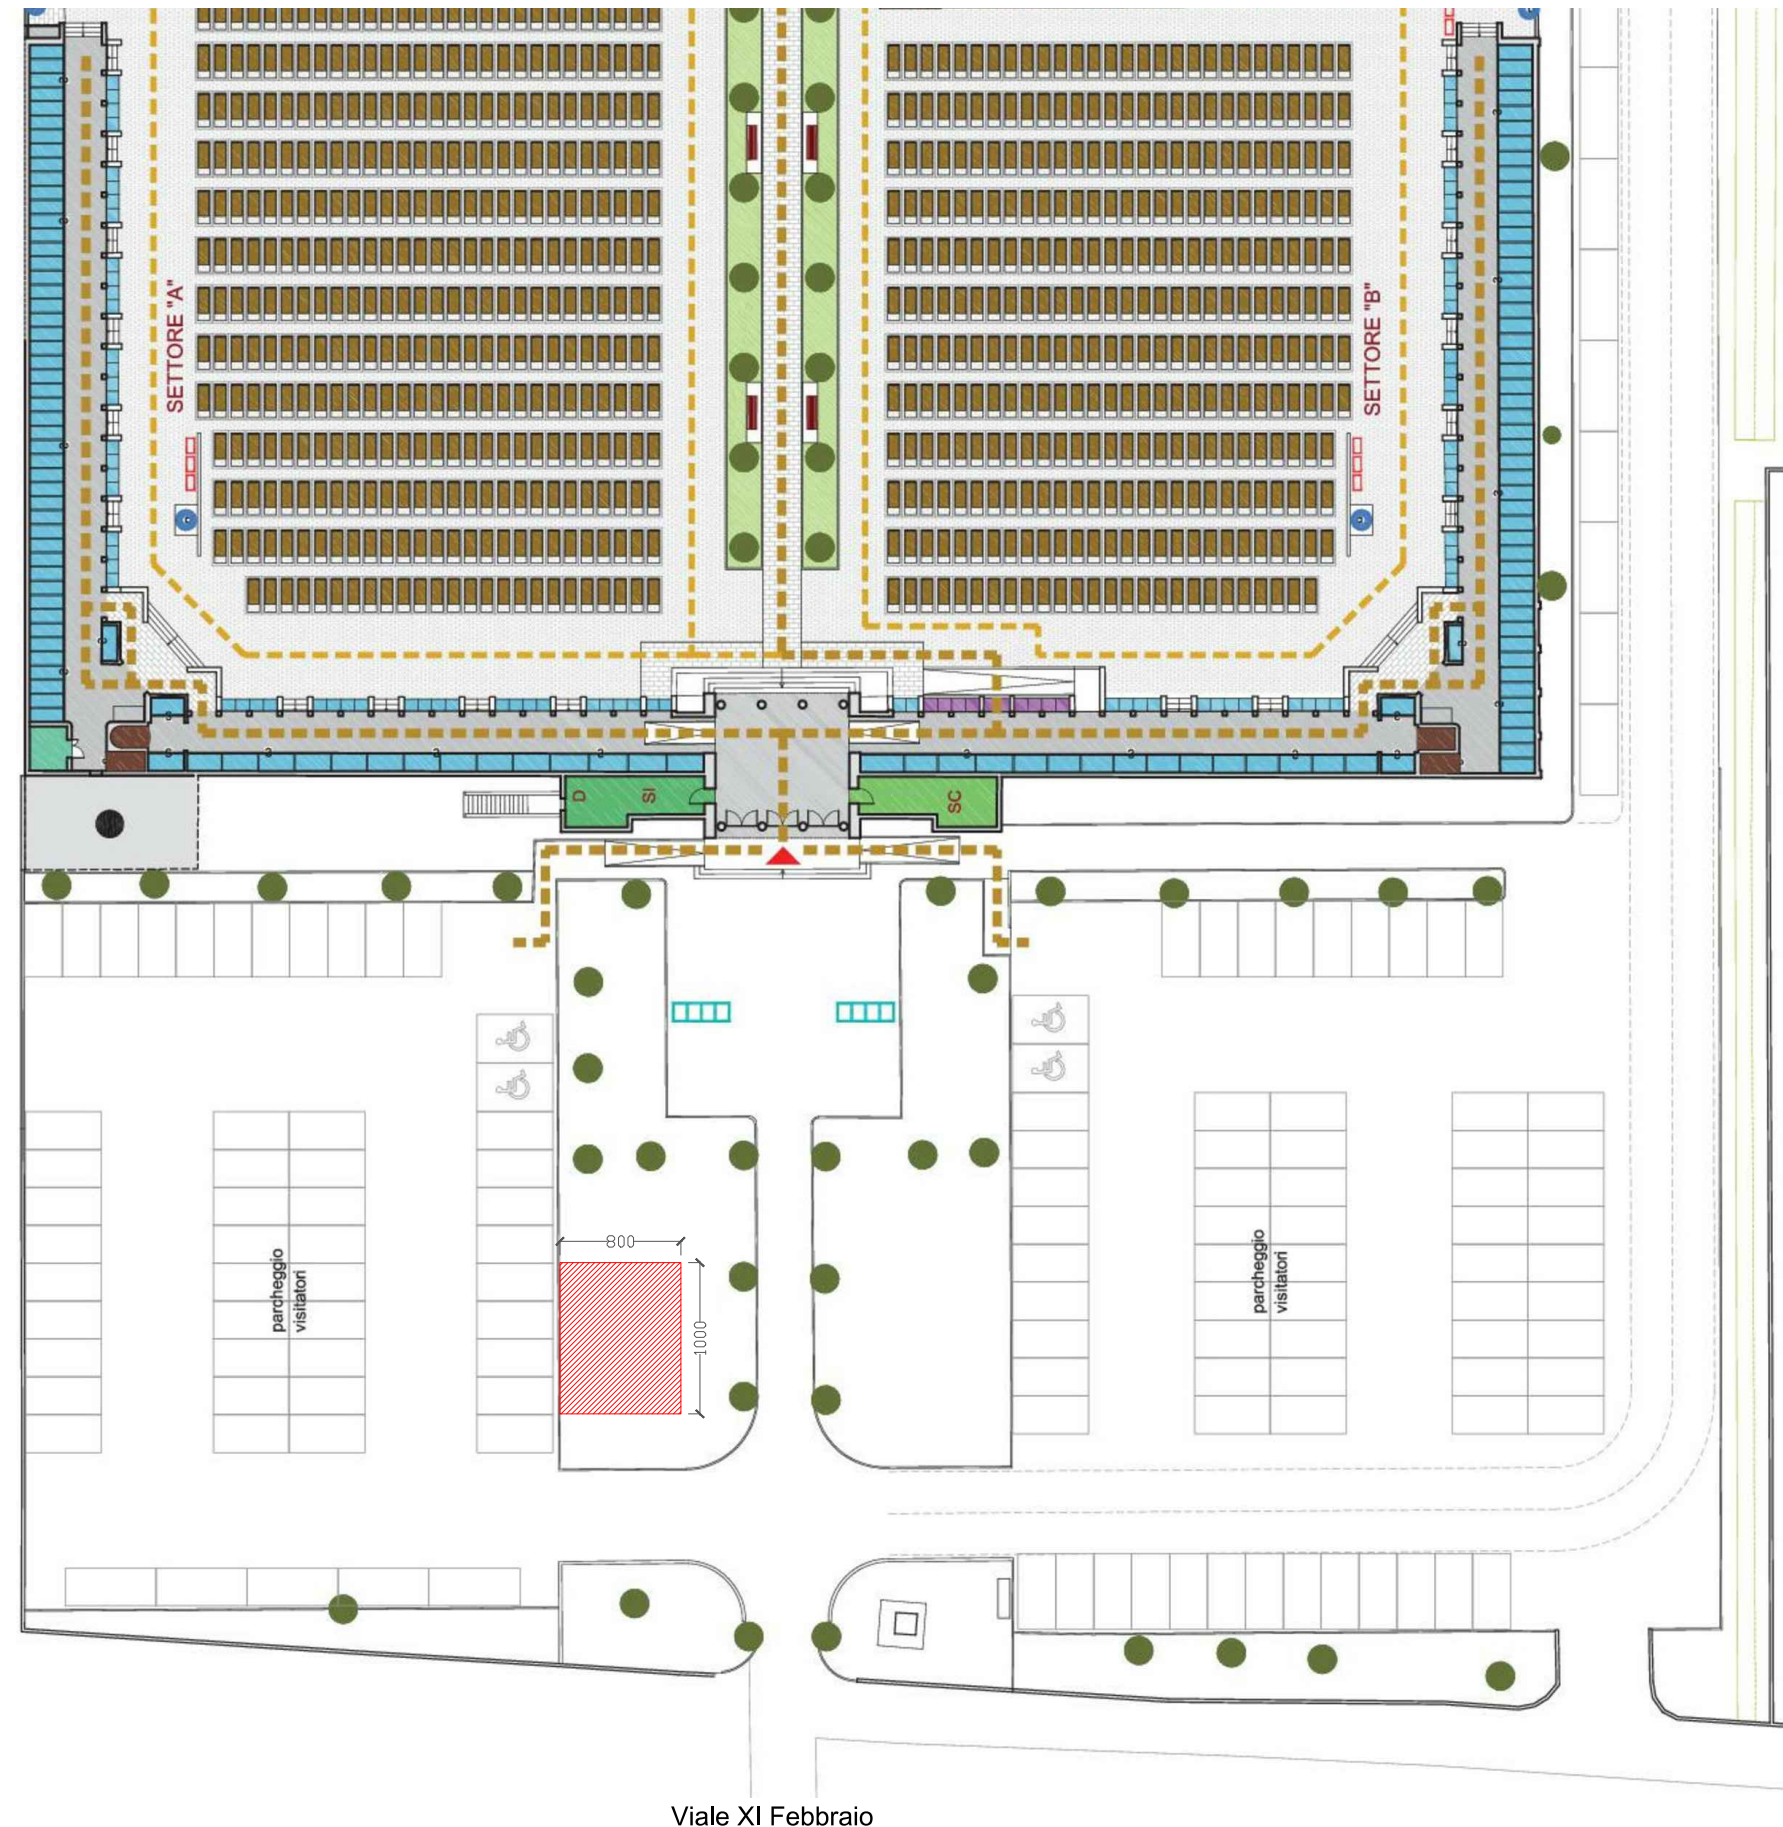 SETTORE "A"
SETTORE "B"
D
SI
SC
800
1000
parcheggio
visitatori
parcheggio
visitatori
Viale XI Febbraio